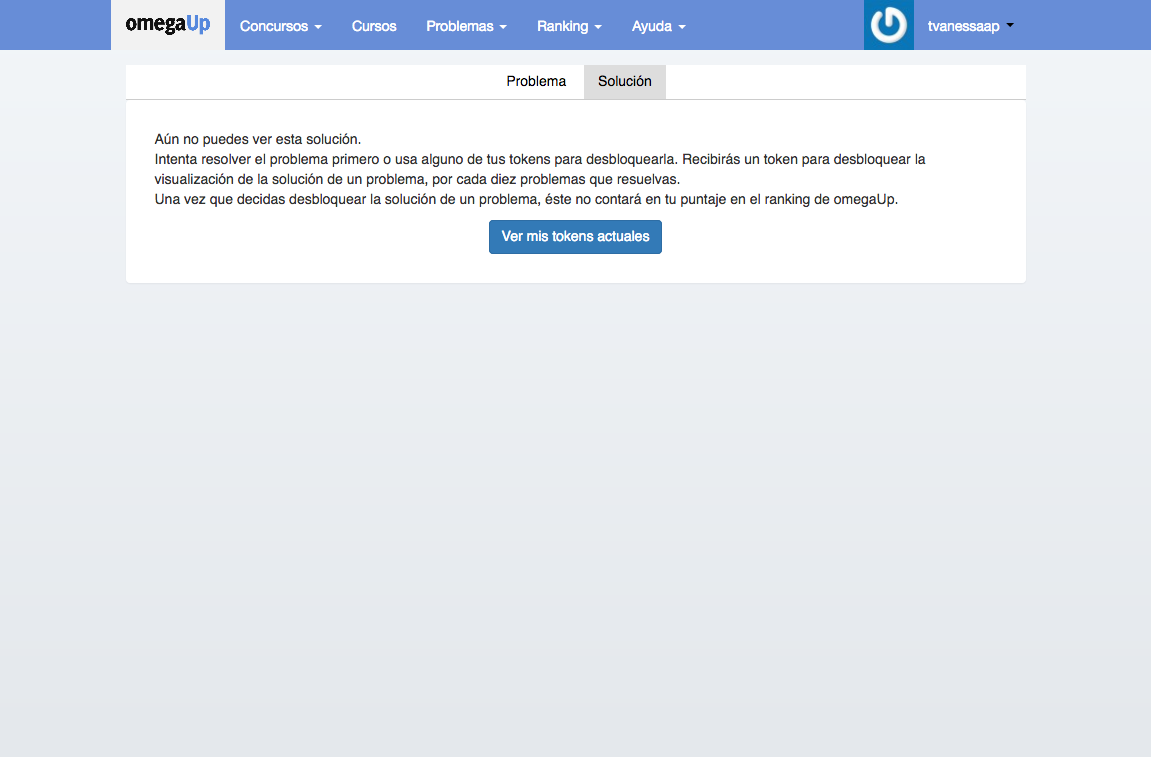 omegaUp Concursos Cursos Problemas Ranking Ayuda tvanessaap
Problema Solución
Aún no puedes ver esta solución.
Intenta resolver el problema primero o usa alguno de tus tokens para desbloquearla. Recibirás un token para desbloquear la
visualización de la solución de un problema, por cada diez problemas que resuelvas.
Una vez que decidas desbloquear la solución de un problema, éste no contará en tu puntaje en el ranking de omegaUp.
Ver mis tokens actuales